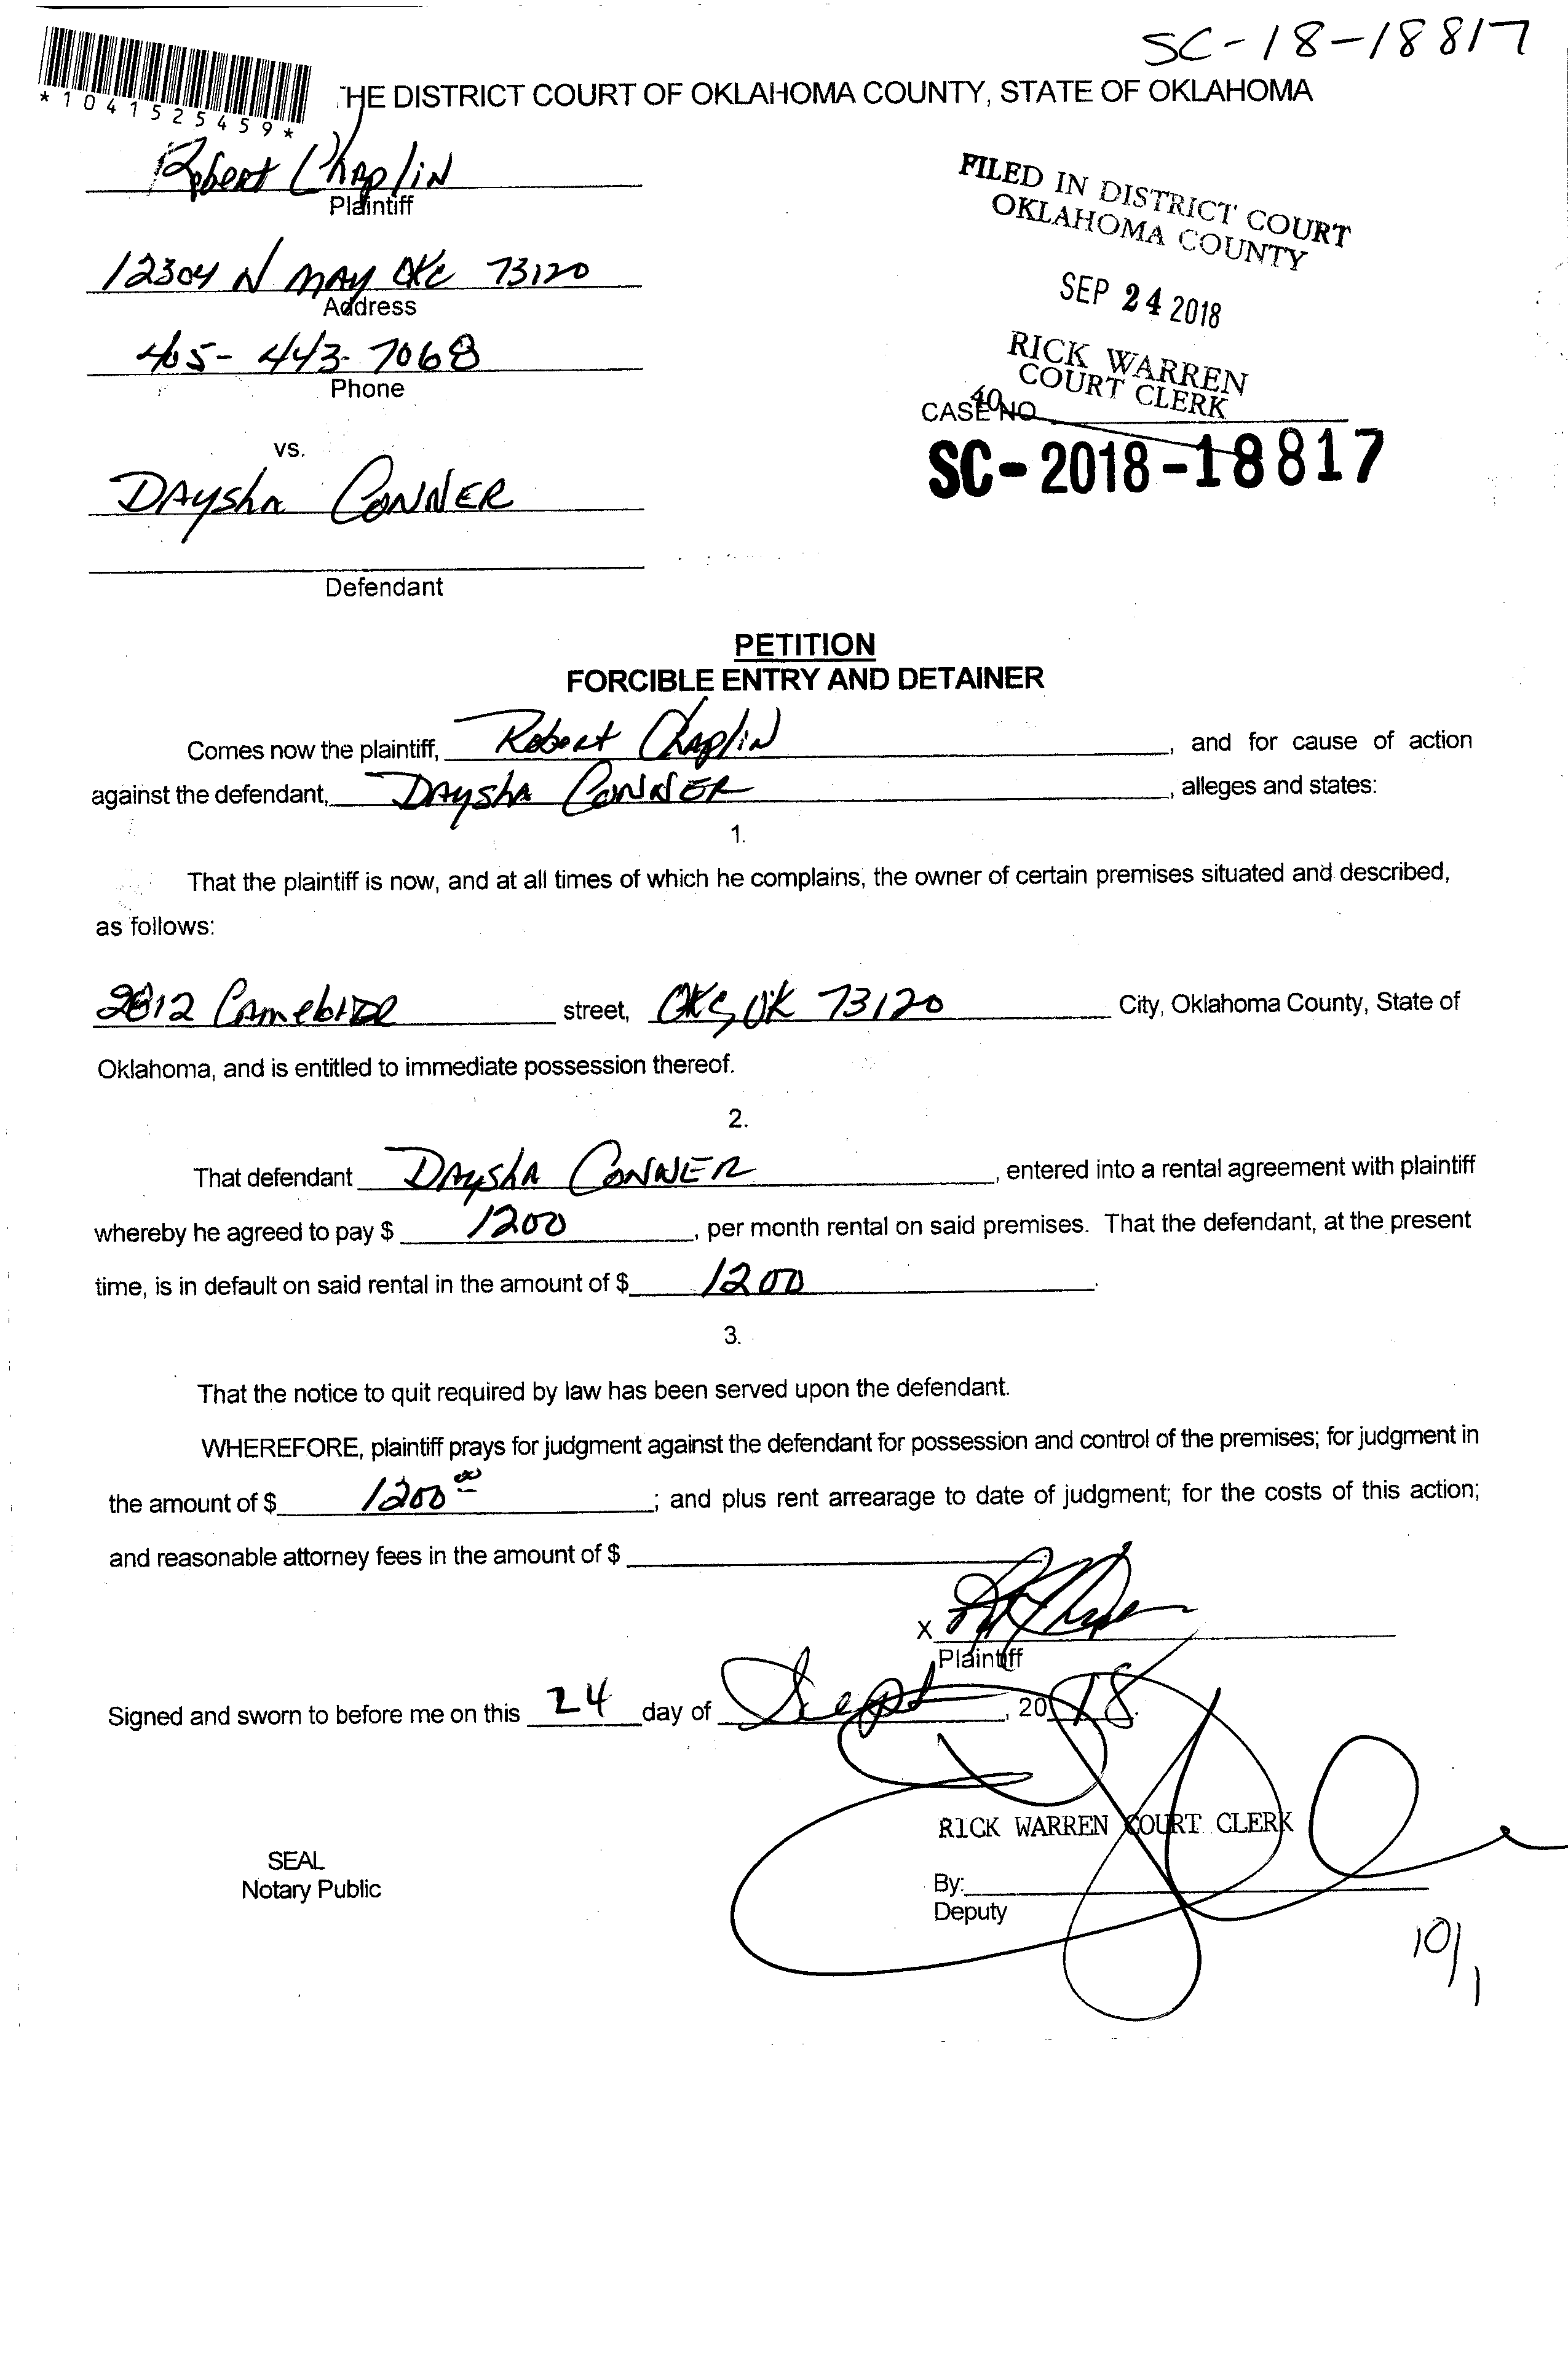 SC-18-18817
*1041525459*
THE DISTRICT COURT OF OKLAHOMA COUNTY, STATE OF OKLAHOMA
Robert Chaplin
Plaintiff
12304 N MAY OKC 73120
Address
405-443-7068
Phone
vs.
DAYSha CONNER
Defendant
FILED IN DISTRICT COURT
OKLAHOMA COUNTY
SEP 24 2018
RICK WARREN
COURT CLERK
40
CASE NO
SC-2018-18817
PETITION
FORCIBLE ENTRY AND DETAINER
Comes now the plaintiff, Robert Chaplin, and for cause of action
against the defendant, DAYShA CONNER, alleges and states:
1.
That the plaintiff is now, and at all times of which he complains, the owner of certain premises situated and described,
as follows:
2812 street, OKC, OK 73120 City, Oklahoma County, State of
Oklahoma, and is entitled to immediate possession thereof.
2.
That defendant DAYShA CONNER, entered into a rental agreement with plaintiff
whereby he agreed to pay $ 1200, per month rental on said premises. That the defendant, at the present
time, is in default on said rental in the amount of $ 1200.
3.
That the notice to quit required by law has been served upon the defendant.
WHEREFORE, plaintiff prays for judgment against the defendant for possession and control of the premises; for judgment in
the amount of $ 1200 00; and plus rent arrearage to date of judgment; for the costs of this action;
and reasonable attorney fees in the amount of $
X
Plaintiff
Signed and sworn to before me on this 24 day of Sept, 2018.
RICK WARREN COURT CLERK
SEAL
Notary Public
By:
Deputy
10/1